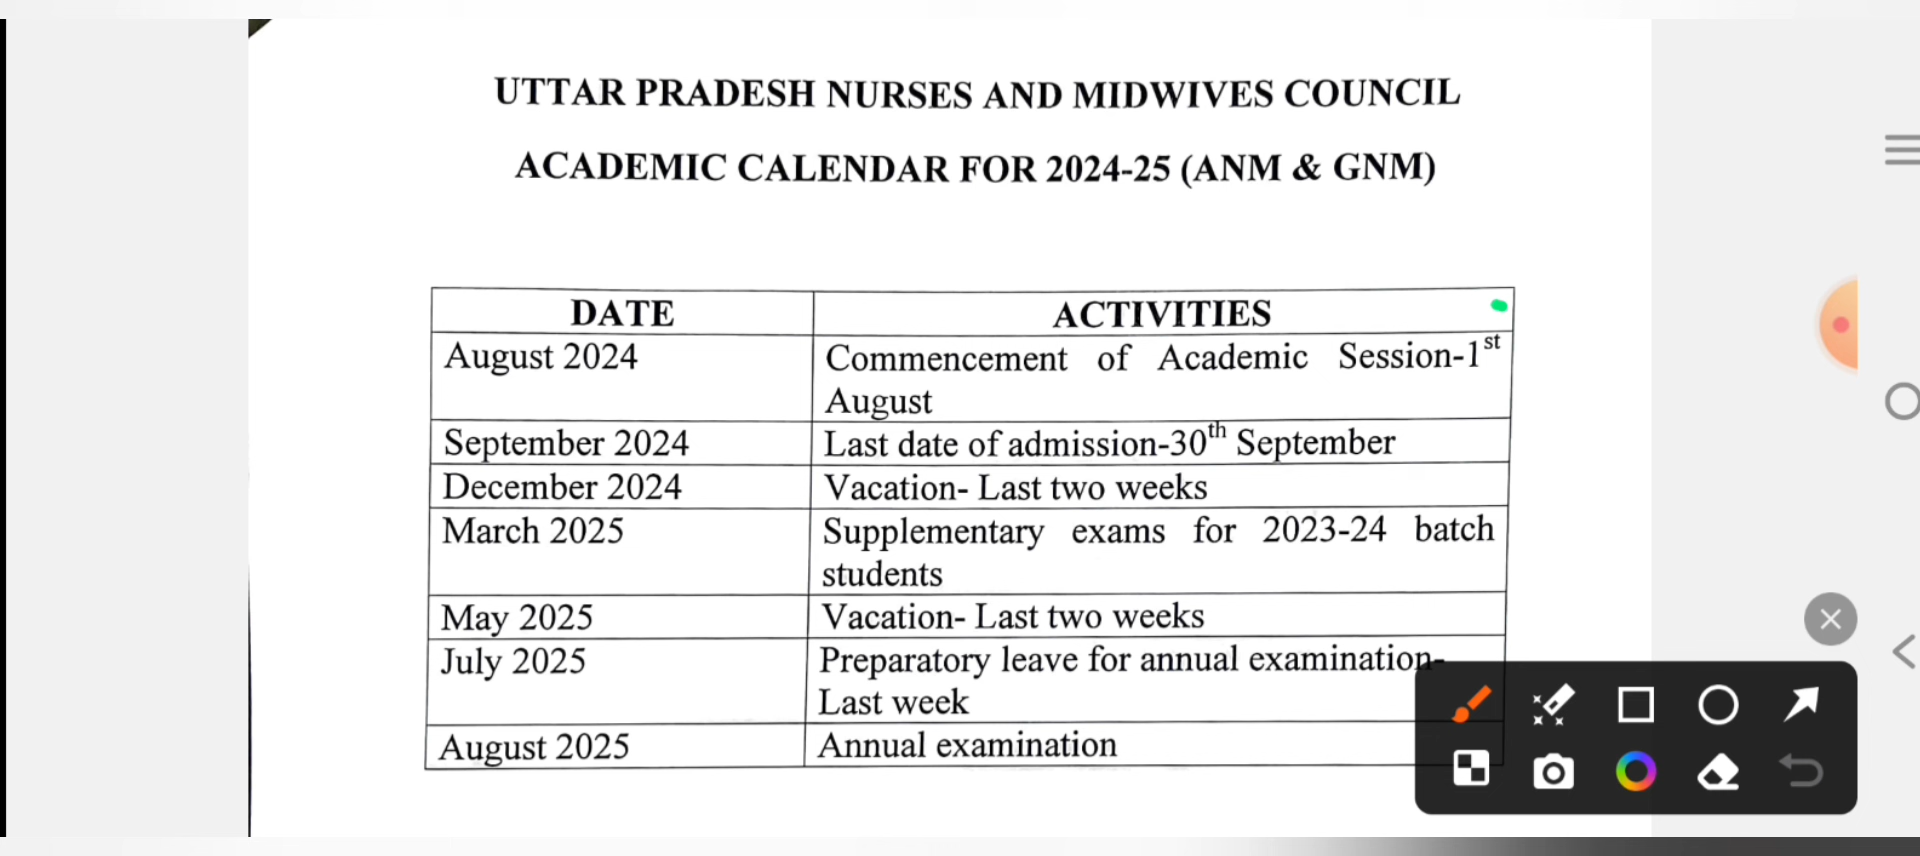 UTTAR PRADESH NURSES AND MIDWIVES COUNCIL
ACADEMIC CALENDAR FOR 2024-25 (ANM & GNM)
DATE ACTIVITIES
August 2024 Commencement of Academic Session-1st
August
September 2024 Last date of admission-30th September
December 2024 Vacation- Last two weeks
March 2025 Supplementary exams for 2023-24 batch
students
May 2025 Vacation- Last two weeks
July 2025 Preparatory leave for annual examination-
Last week
August 2025 Annual examination